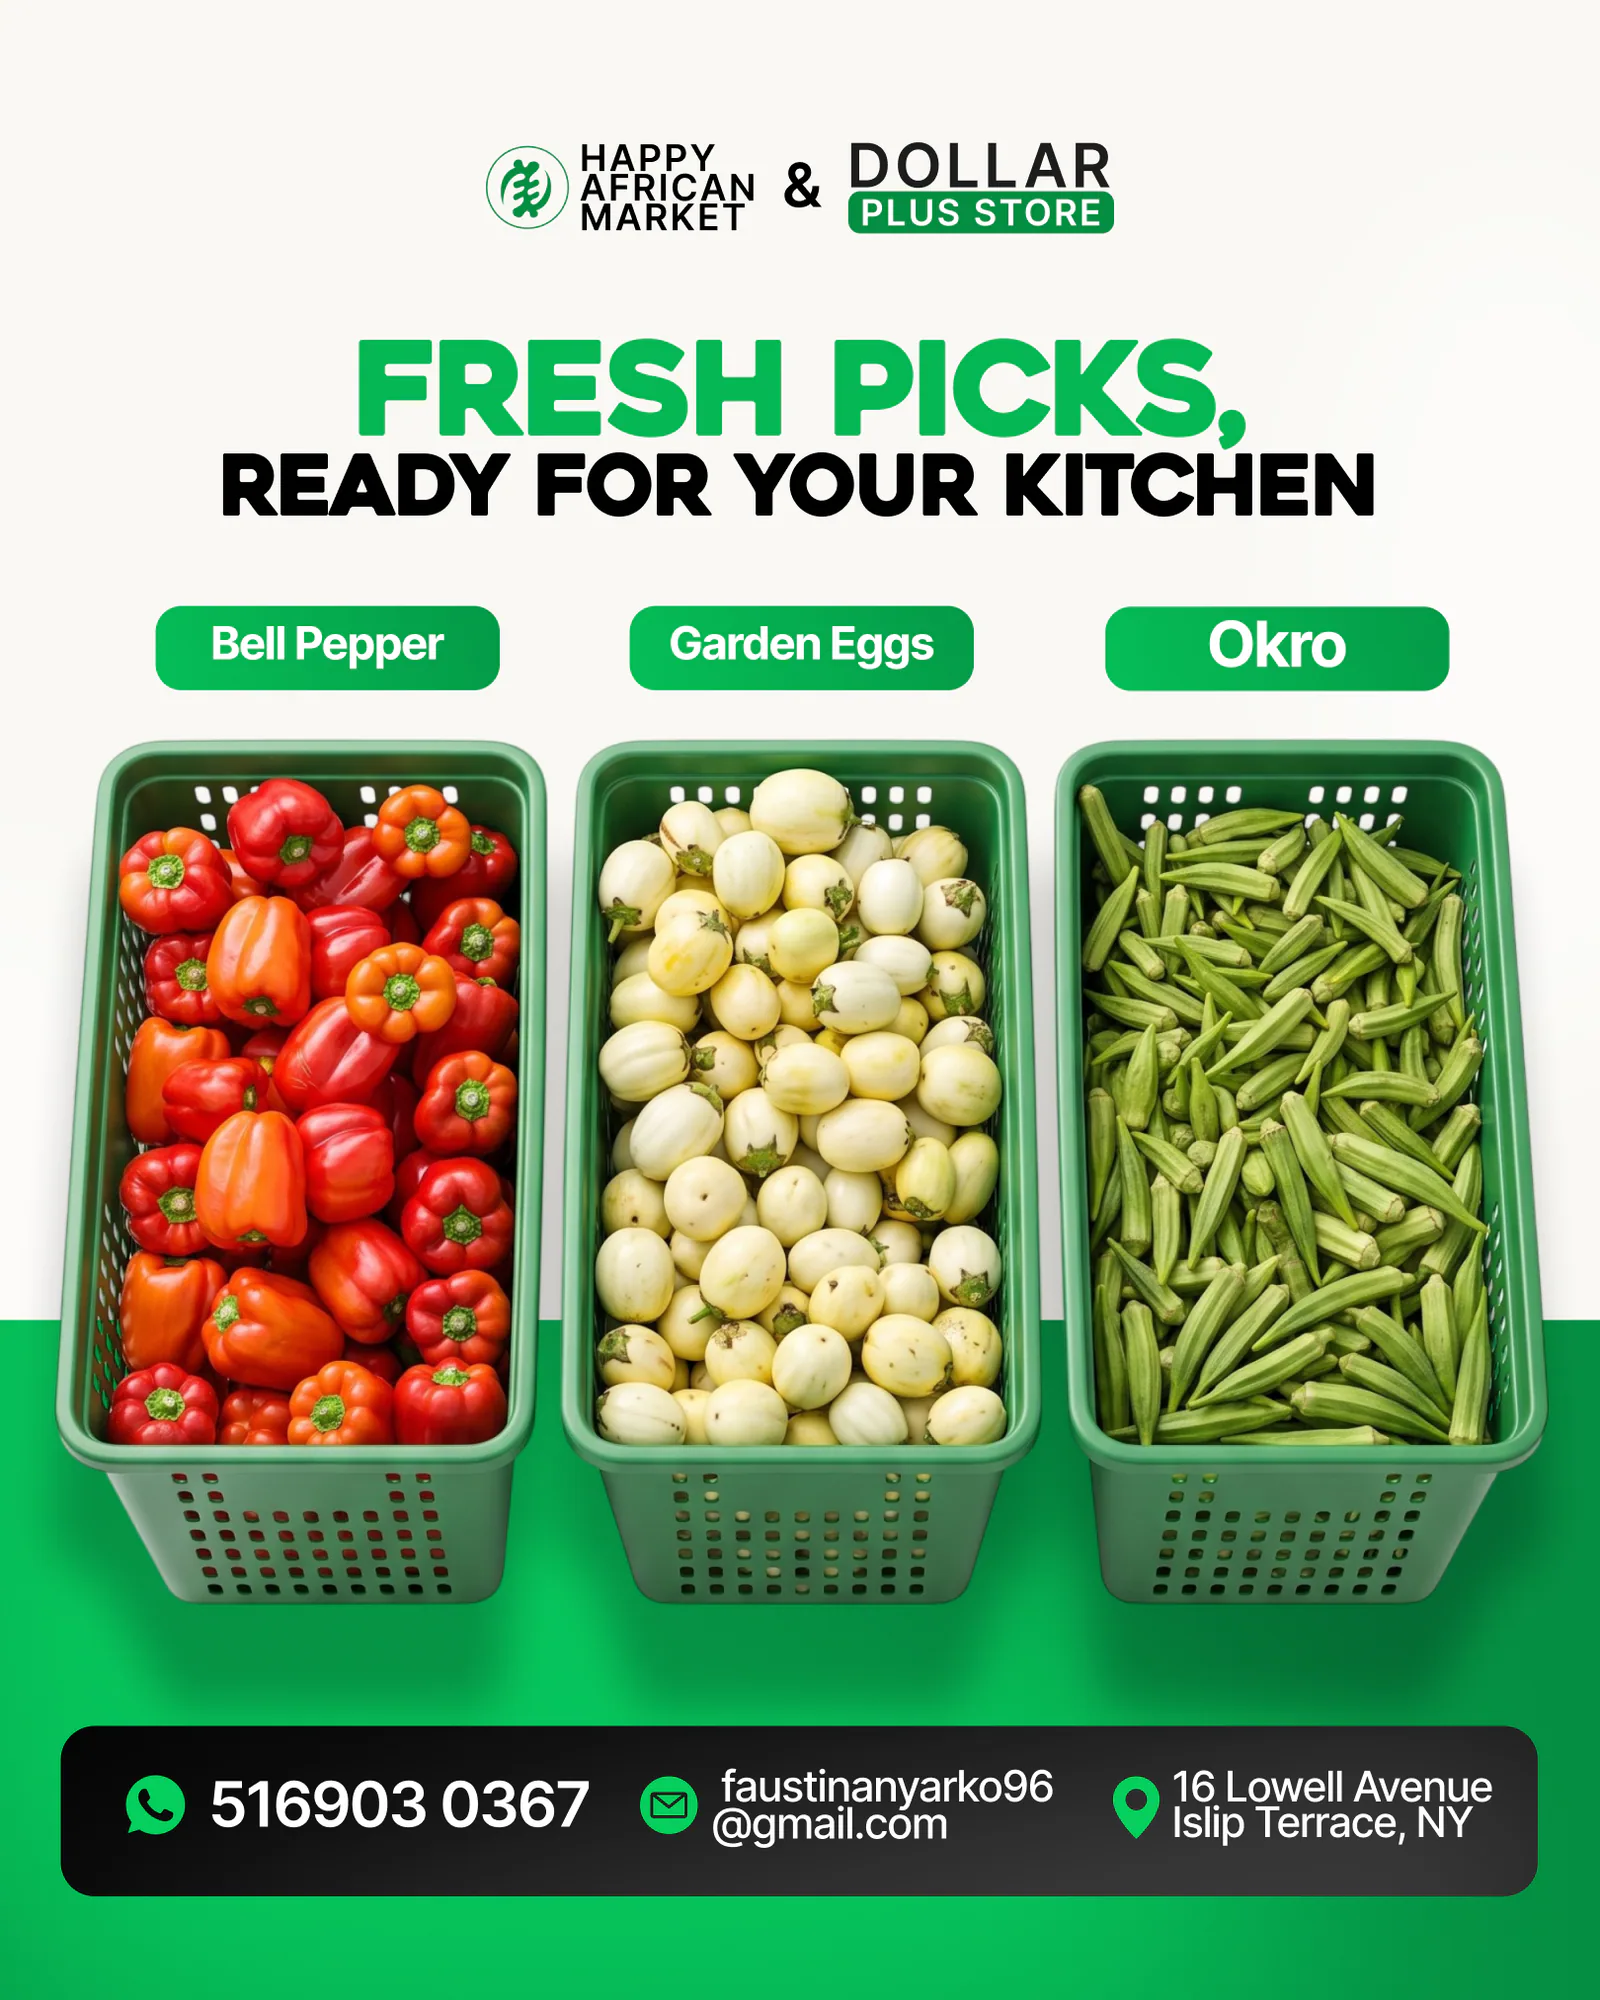 HAPPY
AFRICAN
MARKET
&
DOLLAR
PLUS STORE
FRESH PICKS,
READY FOR YOUR KITCHEN
Bell Pepper
Garden Eggs
Okro
516903 0367
faustinanyarko96
@gmail.com
16 Lowell Avenue
Islip Terrace, NY